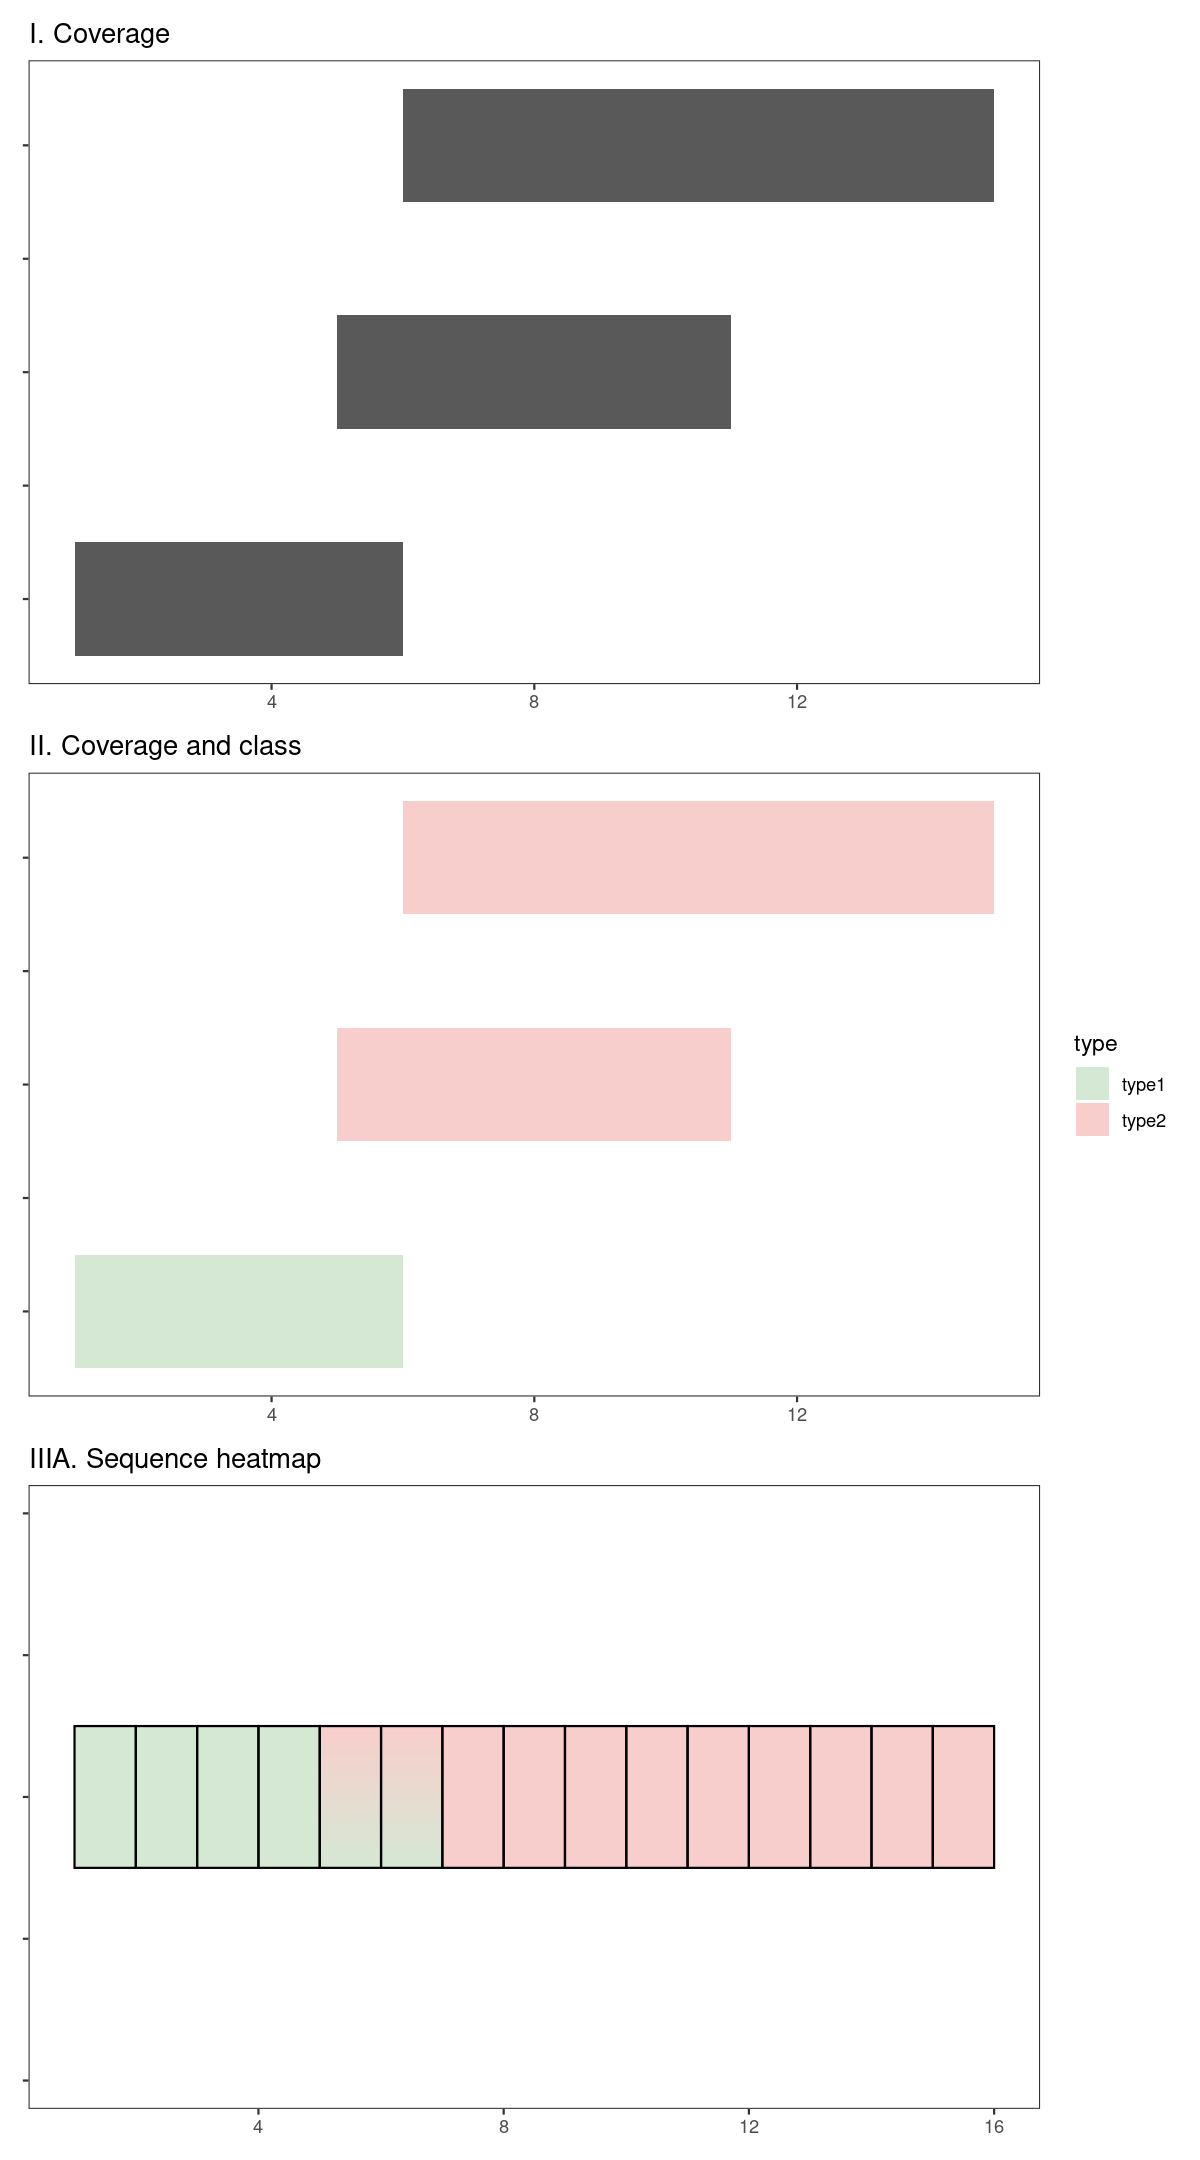 I. Coverage
4 8 12
II. Coverage and class
type
type1
type2
4 8 12
IIIA. Sequence heatmap
4 8 12 16